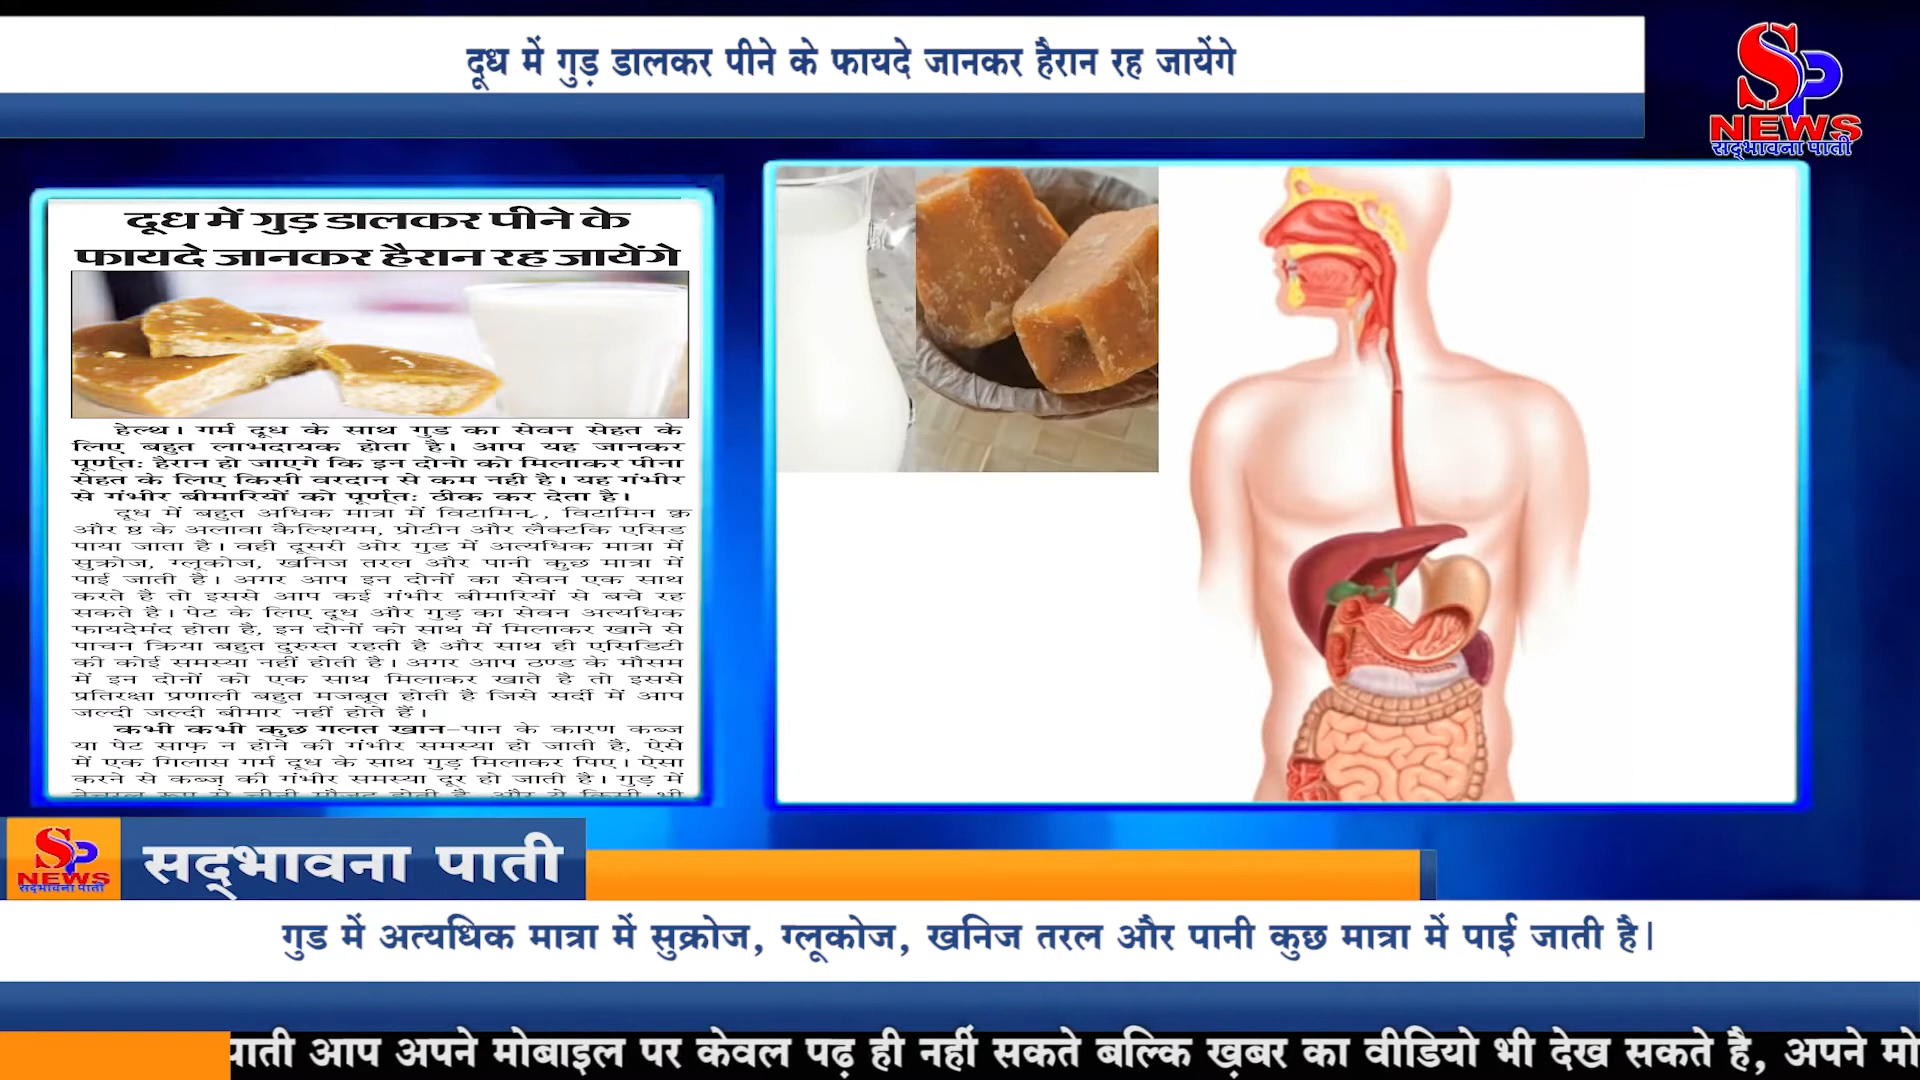 दूध में गुड़ डालकर पीने के फायदे जानकर हैरान रह जायेंगे
SP
NEWS
सद्भावना पाती
दूध में गुड़ डालकर पीने के
फायदे जानकर हैरान रह जायेंगे
हेल्थ। गर्म दूध के साथ गुड का सेवन सेहत के
लिए बहुत लाभदायक होता है। आप यह जानकर
पूर्णत: हैरान हो जाएगे कि इन दोनो को मिलाकर पीना
सेहत के लिए किसी वरदान से कम नही है। यह गंभीर
से गंभीर बीमारियों को पूर्णत: ठीक कर देता है।
दूध में बहुत अधिक मात्रा में विटामिन , विटामिन क्र
और ष्ठ के अलावा कैल्शियम, प्रोटीन और लैक्टकि एसिड
पाया जाता है। वही दूसरी ओर गुड में अत्यधिक मात्रा में
सुक्रोज, ग्लूकोज, खनिज तरल और पानी कुछ मात्रा में
पाई जाती है। अगर आप इन दोनों का सेवन एक साथ
करते है तो इससे आप कई गंभीर बीमारियों से बचे रह
सकते है। पेट के लिए दूध और गुड़ का सेवन अत्यधिक
फायदेमंद होता है, इन दोनों को साथ में मिलाकर खाने से
पाचन क्रिया बहुत दुरुस्त रहती है और साथ ही एसिडिटी
की कोई समस्या नहीं होती है। अगर आप ठण्ड के मौसम
में इन दोनों को एक साथ मिलाकर खाते है तो इससे
प्रतिरक्षा प्रणाली बहुत मजबूत होती है जिसे सर्दी में आप
जल्दी जल्दी बीमार नहीं होते हैं।
कभी कभी कुछ गलत खान-पान के कारण कब्ज
या पेट साफ़ न होने की गंभीर समस्या हो जाती है, ऐसे
में एक गिलास गर्म दूध के साथ गुड़ मिलाकर पिए। ऐसा
करने से कब्ज़ की गंभीर समस्या दूर हो जाती है। गुड़ में
SP
NEWS
सद्भावना पाती
सद्भावना पाती
गुड में अत्यधिक मात्रा में सुक्रोज, ग्लूकोज, खनिज तरल और पानी कुछ मात्रा में पाई जाती है|
पाती आप अपने मोबाइल पर केवल पढ़ ही नहीं सकते बल्कि ख़बर का वीडियो भी देख सकते है, अपने मो